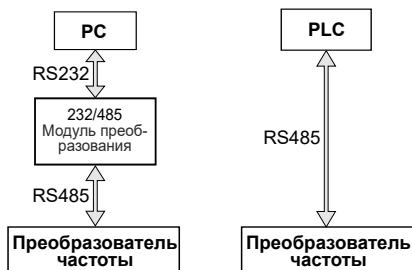 PC
RS232
232/485
Модуль преоб-
разования
RS485
Преобразователь
частоты
PLC
RS485
Преобразователь
частоты